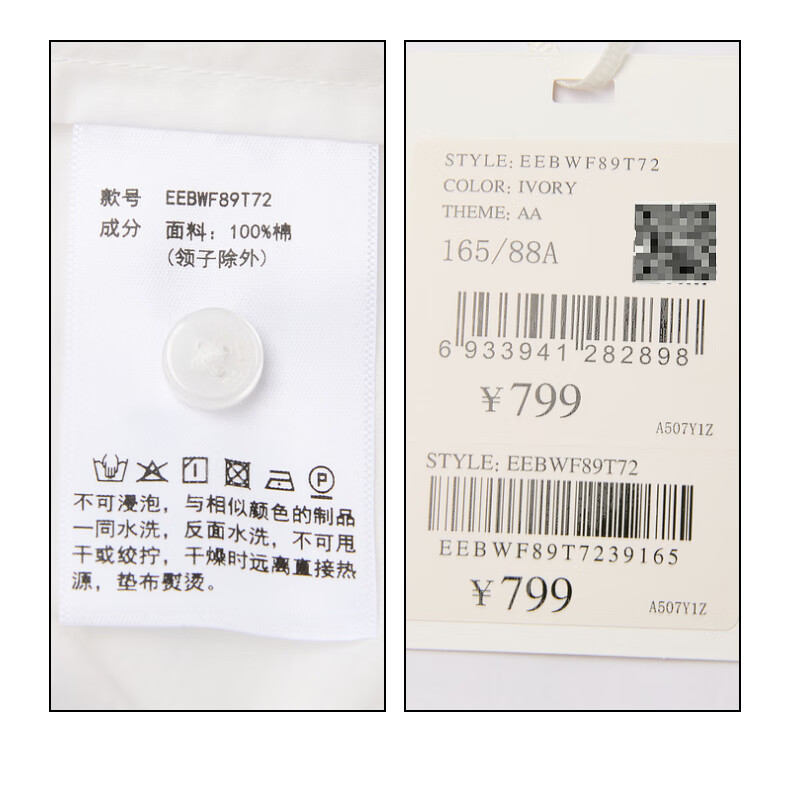 款号 EEBWF89T72
成分 面料：100%棉
(领子除外)
P
不可浸泡，与相似颜色的制品
一同水洗，反面水洗，不可甩
干或绞拧，干燥时远离直接热
源，垫布熨烫。
STYLE: EEBWF89T72
COLOR: IVORY
THEME: AA
165/88A
6 933941 282898
¥799
A507Y1Z
STYLE: EEBWF89T72
EEBWF89T7239165
¥799
A507Y1Z